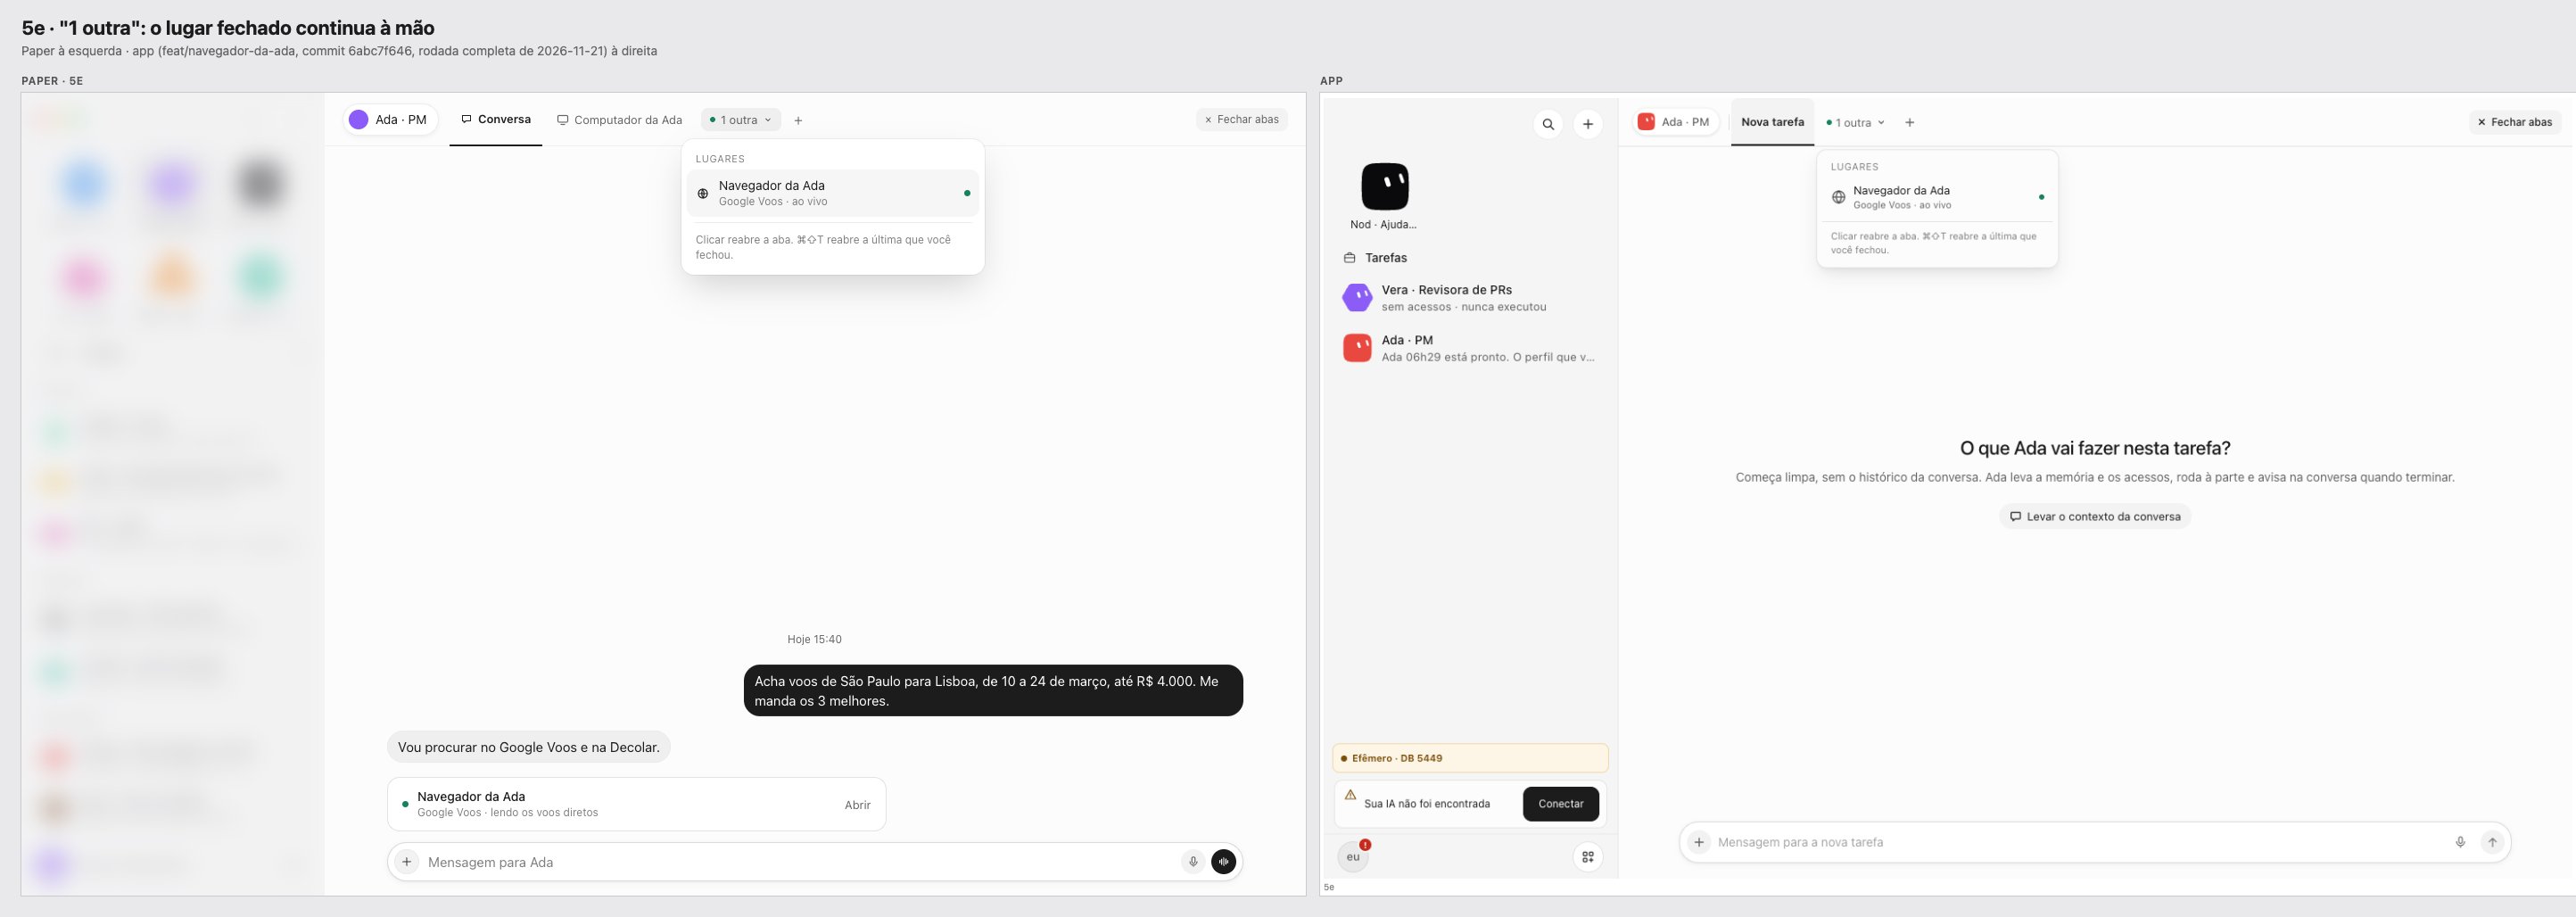 5e · "1 outra": o lugar fechado continua à mão
Paper à esquerda · app (feat/navegador-da-ada, commit 6abc7f646, rodada completa de 2026-11-21) à direita
PAPER · 5E
Ada · PM
Conversa
Computador da Ada
1 outra
Fechar abas
LUGARES
Navegador da Ada
Google Voos · ao vivo
Clicar reabre a aba. ⌘⇧T reabre a última que você
fechou.
Hoje 15:40
Acha voos de São Paulo para Lisboa, de 10 a 24 de março, até R$ 4.000. Me
manda os 3 melhores.
Vou procurar no Google Voos e na Decolar.
Navegador da Ada
Google Voos · lendo os voos diretos
Abrir
Mensagem para Ada
APP
Nod · Ajuda...
Tarefas
Vera · Revisora de PRs
sem acessos · nunca executou
Ada · PM
Ada 06h29 está pronto. O perfil que v...
Efêmero · DB 5449
Sua IA não foi encontrada
Conectar
eu
Ada · PM
Nova tarefa
1 outra
Fechar abas
LUGARES
Navegador da Ada
Google Voos · ao vivo
Clicar reabre a aba. ⌘⇧T reabre a última que
você fechou.
O que Ada vai fazer nesta tarefa?
Começa limpa, sem o histórico da conversa. Ada leva a memória e os acessos, roda à parte e avisa na conversa quando terminar.
Levar o contexto da conversa
Mensagem para a nova tarefa
5e